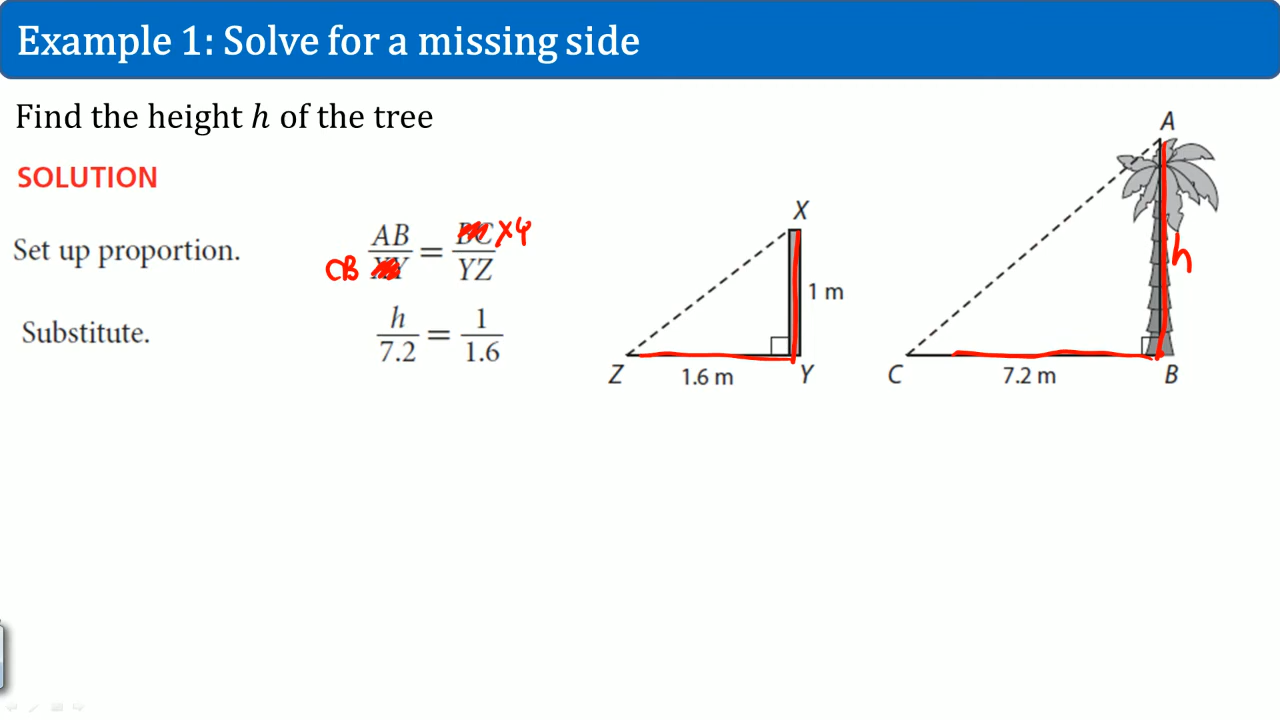 Example 1: Solve for a missing side
Find the height h of the tree
SOLUTION
Set up proportion. AB/XY = BC/YZ
CB XY
Substitute. h/7.2 = 1/1.6
X
1 m
Z 1.6 m Y
A
h
C 7.2 m B